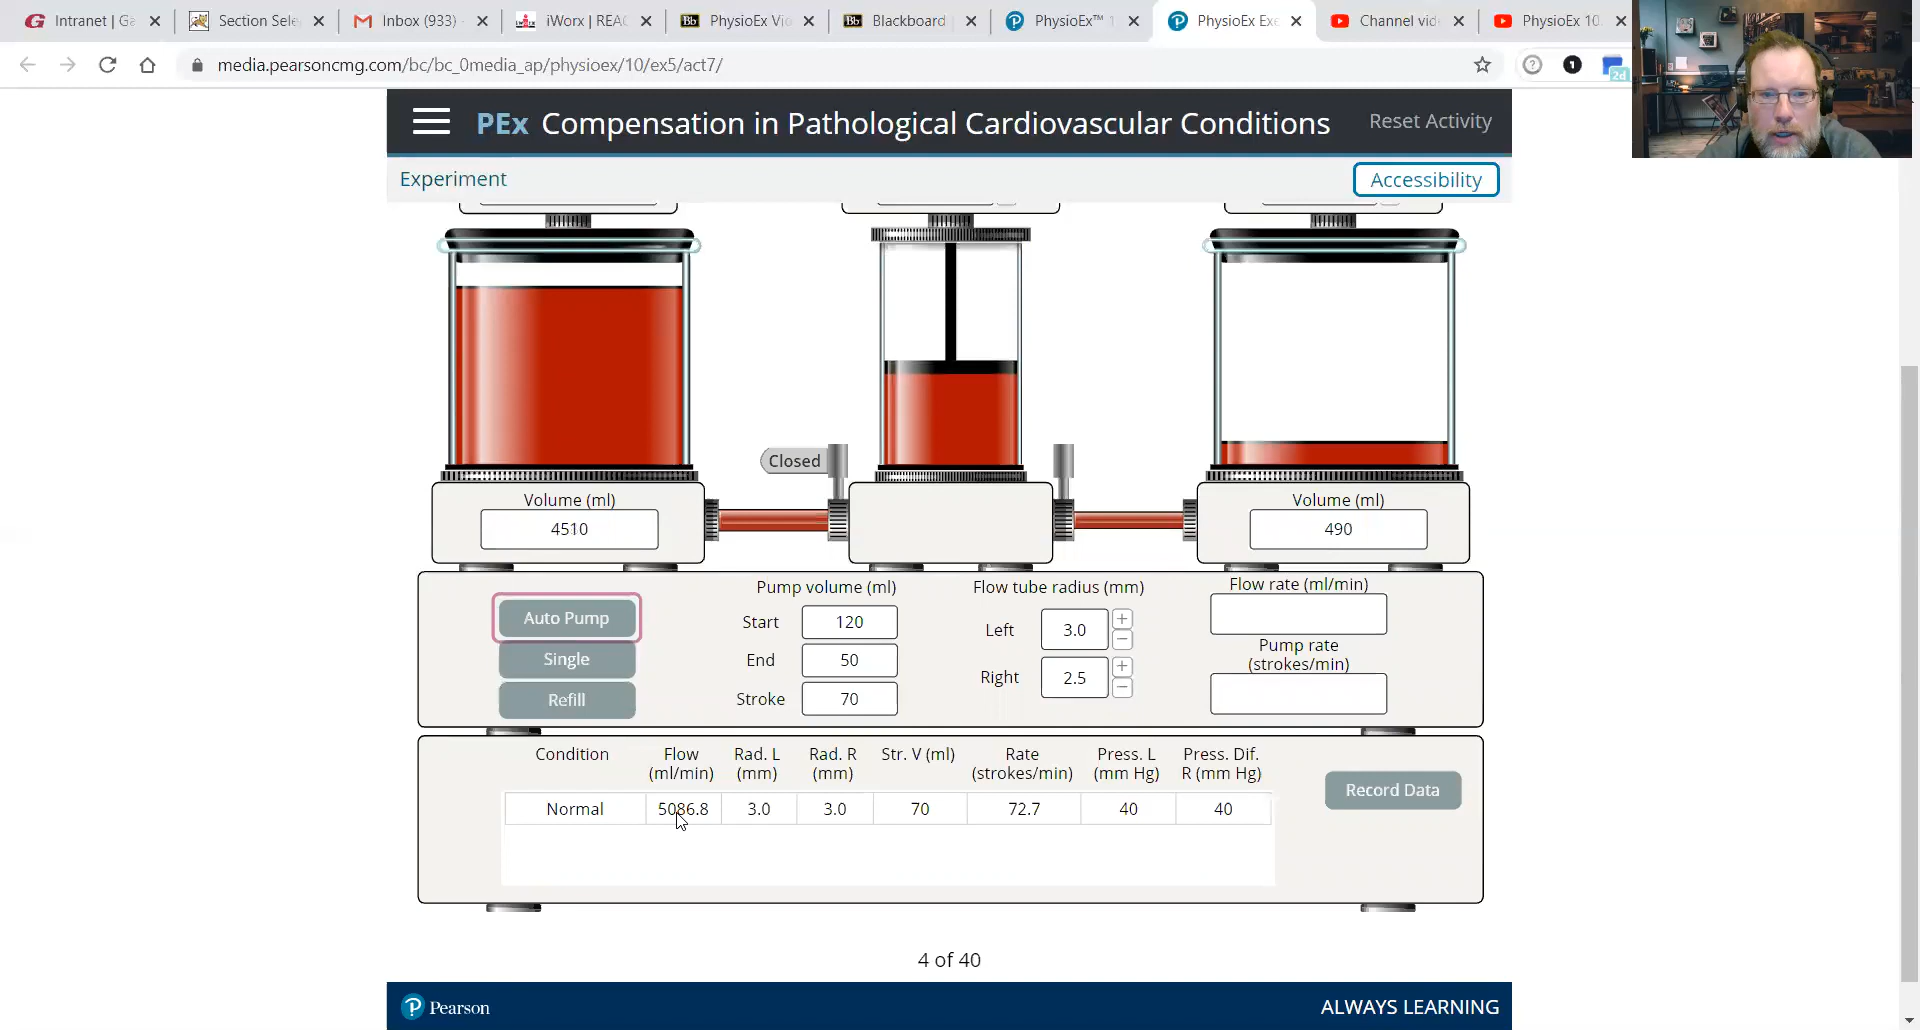 Intranet | Ga
Section Sele
Inbox (933)
iWorx | REA
PhysioEx Vi
Blackboard
PhysioEx™ 1
PhysioEx Exe
Channel vid
PhysioEx 10.
media.pearsoncmg.com/bc/bc_0media_ap/physioex/10/ex5/act7/
2d
PEx Compensation in Pathological Cardiovascular Conditions
Reset Activity
Experiment
Accessibility
Closed
Volume (ml)
4510
Volume (ml)
490
Auto Pump
Single
Refill
Pump volume (ml)
Start 120
End 50
Stroke 70
Flow tube radius (mm)
Left 3.0
Right 2.5
Flow rate (ml/min)
Pump rate
(strokes/min)
Condition Flow (ml/min) Rad. L (mm) Rad. R (mm) Str. V (ml) Rate (strokes/min) Press. L (mm Hg) Press. Dif. R (mm Hg)
Normal 5086.8 3.0 3.0 70 72.7 40 40
Record Data
4 of 40
Pearson
ALWAYS LEARNING